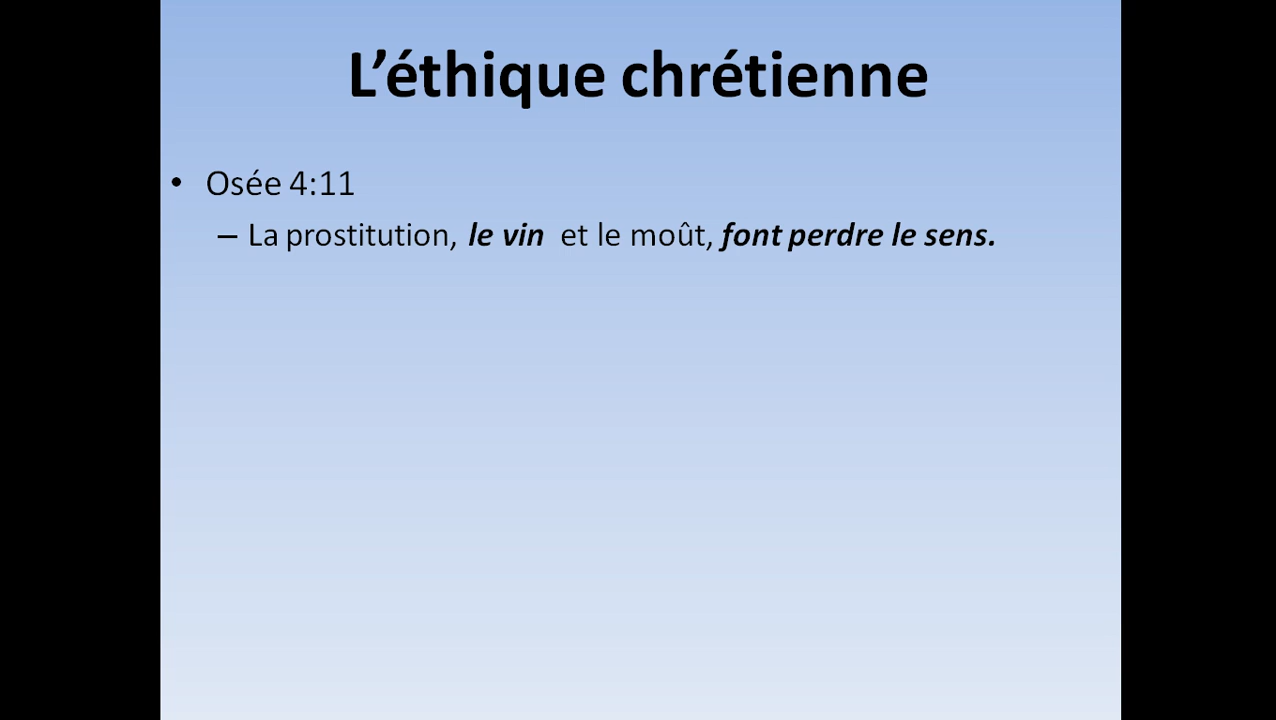 L’éthique chrétienne
• Osée 4:11
– La prostitution, le vin et le moût, font perdre le sens.